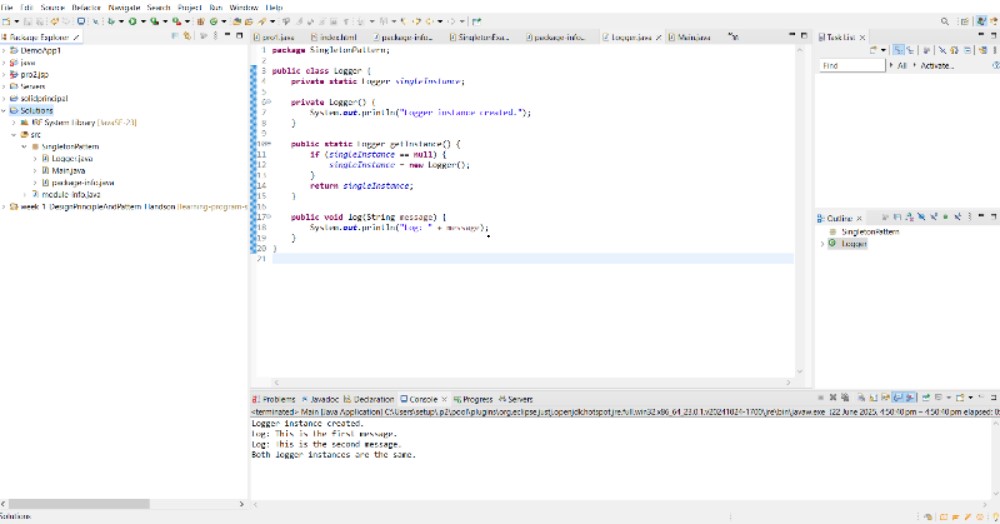 File Edit Source Refactor Navigate Search Project Run Window Help
Package Explorer
DemoApp1
java
pro2.jsp
Servers
solidprincipal
Solutions
JRE System Library [JavaSE-23]
src
SingletonPattern
Logger.java
Main.java
package-info.java
module-info.java
week 1 DesignPrincipleAndPattern Handson
pro1.java index.html package-info... SingletonExa... package-info... Logger.java Main.java
1 package SingletonPattern;
2
3 public class Logger {
4 private static Logger singleInstance;
5
6 private Logger() {
7 System.out.println("Logger instance created.");
8 }
9
10 public static Logger getInstance() {
11 if (singleInstance == null) {
12 singleInstance = new Logger();
13 }
14 return singleInstance;
15 }
16
17 public void log(String message) {
18 System.out.println("Log: " + message);
19 }
20 }
21
Task List
Find All Activate...
Outline
SingletonPattern
Logger
Problems Javadoc Declaration Console Progress Servers
<terminated> Main [Java Application] C:\Users\setup\.p2\pool\plugins\org.eclipse.justj.openjdk.hotspot.jre.full.win32.x86_64_23.0.1.v20241024-1700\jre\bin\javaw.exe (22 June 2025, 4:50:40 pm – 4:50:40 pm elapsed:
Logger instance created.
Log: This is the first message.
Log: This is the second message.
Both logger instances are the same.
Solutions